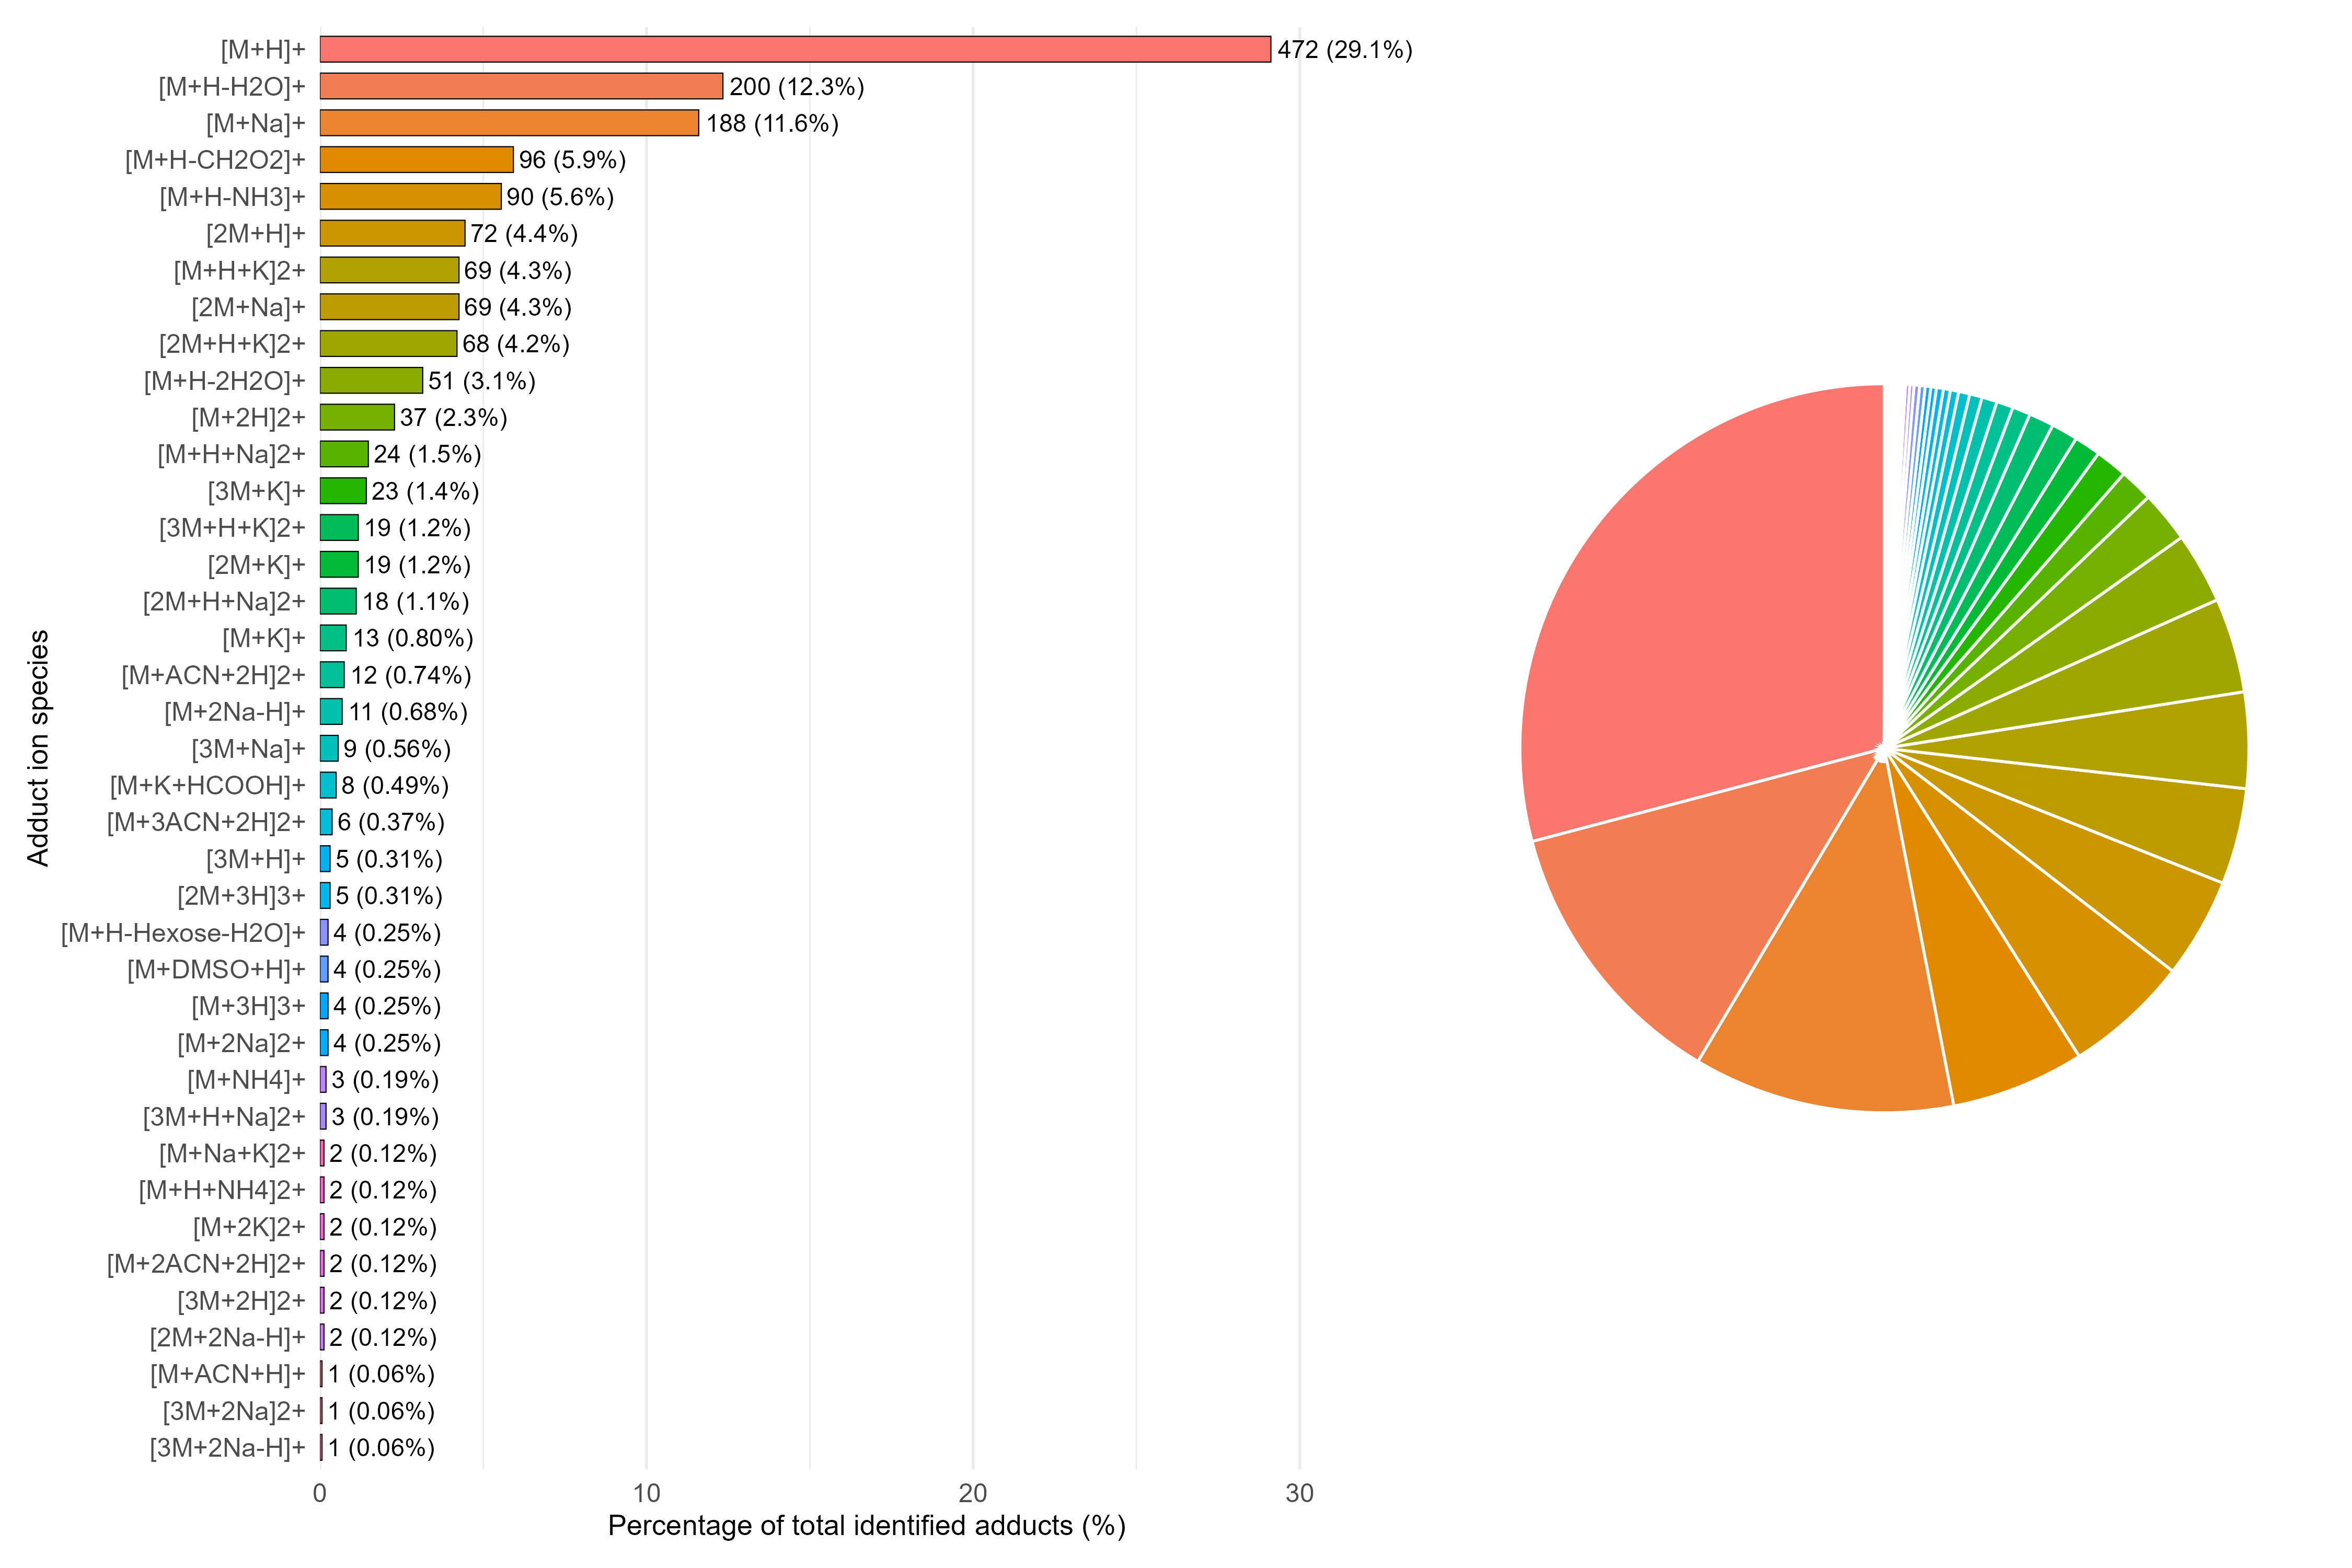 [M+H]+ 472 (29.1%)
[M+H-H2O]+ 200 (12.3%)
[M+Na]+ 188 (11.6%)
[M+H-CH2O2]+ 96 (5.9%)
[M+H-NH3]+ 90 (5.6%)
[2M+H]+ 72 (4.4%)
[M+H+K]2+ 69 (4.3%)
[2M+Na]+ 69 (4.3%)
[2M+H+K]2+ 68 (4.2%)
[M+H-2H2O]+ 51 (3.1%)
[M+2H]2+ 37 (2.3%)
[M+H+Na]2+ 24 (1.5%)
[3M+K]+ 23 (1.4%)
[3M+H+K]2+ 19 (1.2%)
[2M+K]+ 19 (1.2%)
[2M+H+Na]2+ 18 (1.1%)
[M+K]+ 13 (0.80%)
[M+ACN+2H]2+ 12 (0.74%)
[M+2Na-H]+ 11 (0.68%)
[3M+Na]+ 9 (0.56%)
[M+K+HCOOH]+ 8 (0.49%)
[M+3ACN+2H]2+ 6 (0.37%)
[3M+H]+ 5 (0.31%)
[2M+3H]3+ 5 (0.31%)
[M+H-Hexose-H2O]+ 4 (0.25%)
[M+DMSO+H]+ 4 (0.25%)
[M+3H]3+ 4 (0.25%)
[M+2Na]2+ 4 (0.25%)
[M+NH4]+ 3 (0.19%)
[3M+H+Na]2+ 3 (0.19%)
[M+Na+K]2+ 2 (0.12%)
[M+H+NH4]2+ 2 (0.12%)
[M+2K]2+ 2 (0.12%)
[M+2ACN+2H]2+ 2 (0.12%)
[3M+2H]2+ 2 (0.12%)
[2M+2Na-H]+ 2 (0.12%)
[M+ACN+H]+ 1 (0.06%)
[3M+2Na]2+ 1 (0.06%)
[3M+2Na-H]+ 1 (0.06%)
Adduct ion species
0 10 20 30
Percentage of total identified adducts (%)